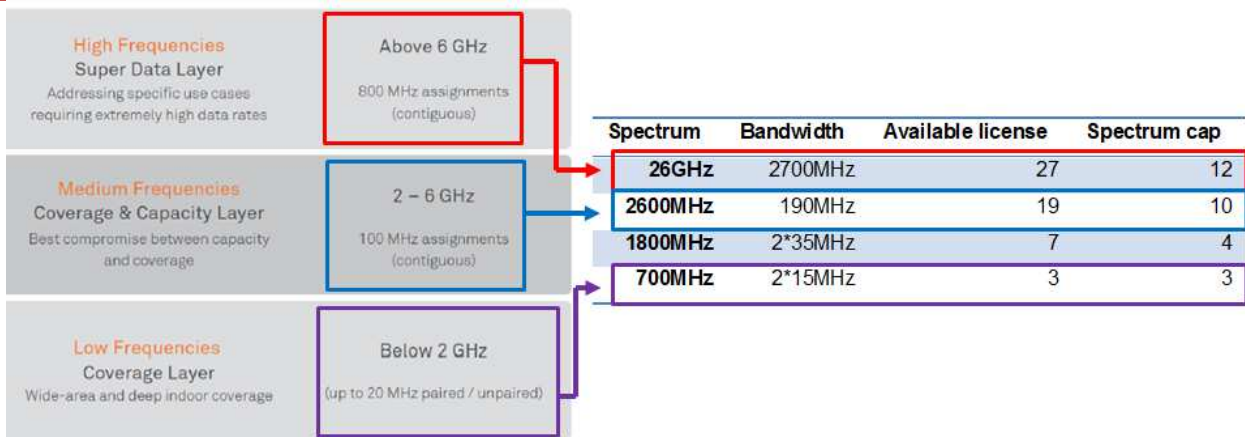 High Frequencies
Super Data Layer
Addressing specific use cases
requiring extremely high data rates
Above 6 GHz
800 MHz assignments
(contiguous)
Medium Frequencies
Coverage & Capacity Layer
Best compromise between capacity
and coverage
2 – 6 GHz
100 MHz assignments
(contiguous)
Low Frequencies
Coverage Layer
Wide-area and deep indoor coverage
Below 2 GHz
(up to 20 MHz paired / unpaired)
Spectrum Bandwidth Available license Spectrum cap
26GHz 2700MHz 27 12
2600MHz 190MHz 19 10
1800MHz 2*35MHz 7 4
700MHz 2*15MHz 3 3